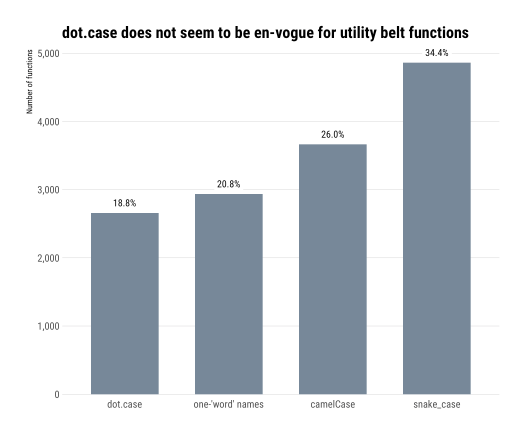 dot.case does not seem to be en-vogue for utility belt functions
Number of functions
5,000
4,000
3,000
2,000
1,000
0
18.8%
20.8%
26.0%
34.4%
dot.case
one-'word' names
camelCase
snake_case